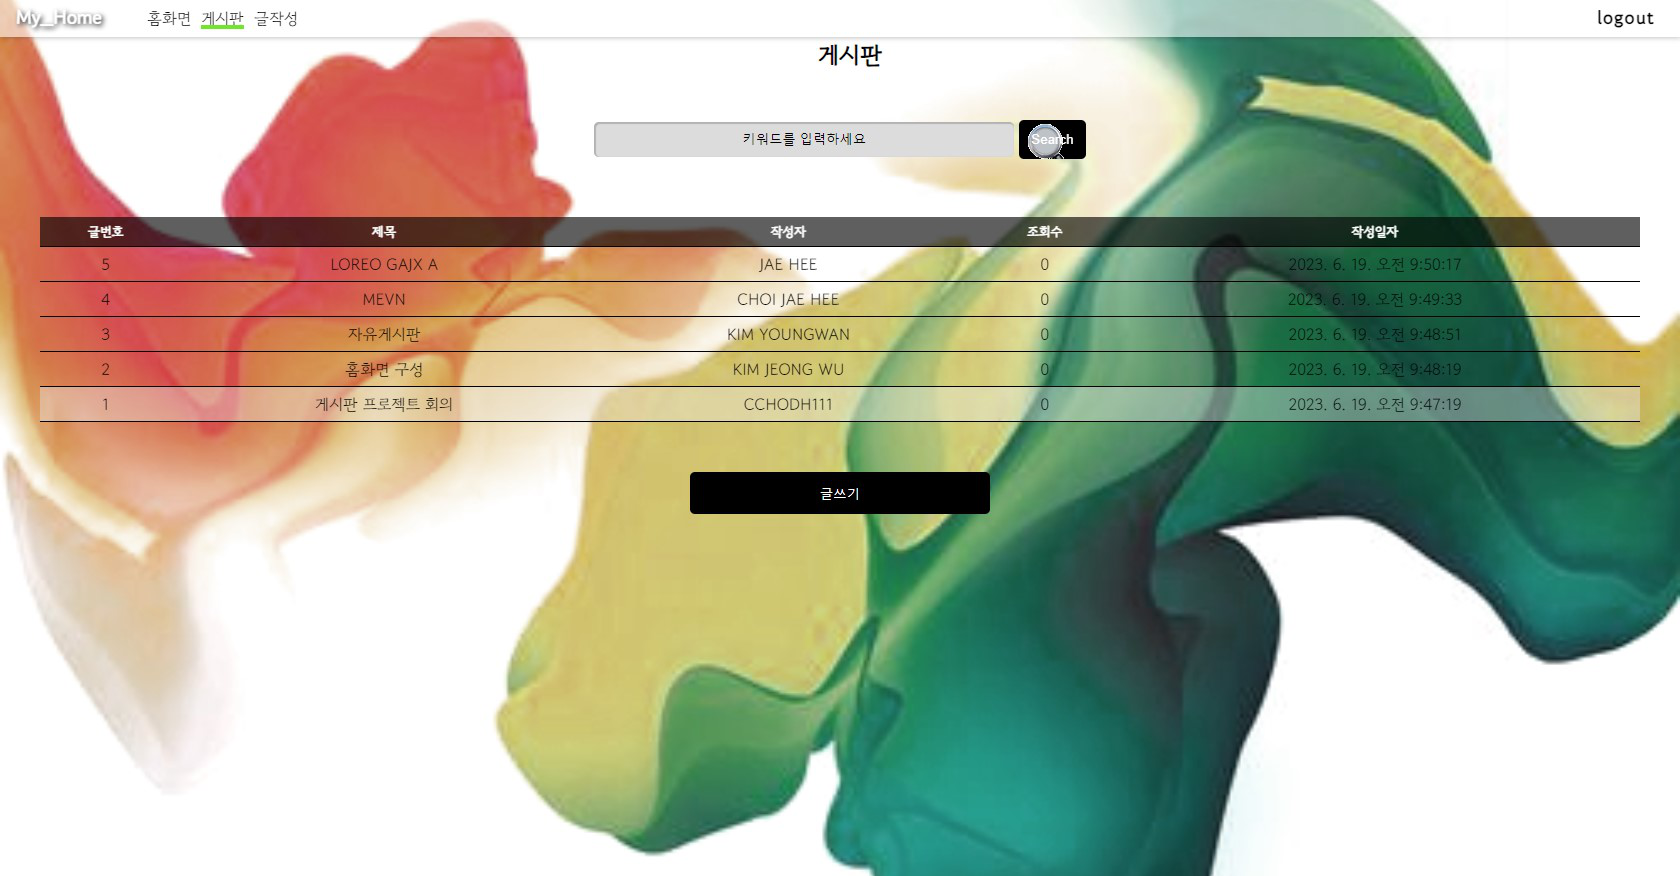 My_Home 홈화면 게시판 글작성 logout
게시판
키워드를 입력하세요 Search
글번호 제목 작성자 조회수 작성일자
5 LOREO GAJX A JAE HEE 0 2023. 6. 19. 오전 9:50:17
4 MEVN CHOI JAE HEE 0 2023. 6. 19. 오전 9:49:33
3 자유게시판 KIM YOUNGWAN 0 2023. 6. 19. 오전 9:48:51
2 홈화면 구성 KIM JEONG WU 0 2023. 6. 19. 오전 9:48:19
1 게시판 프로젝트 회의 CCHODH111 0 2023. 6. 19. 오전 9:47:19
글쓰기